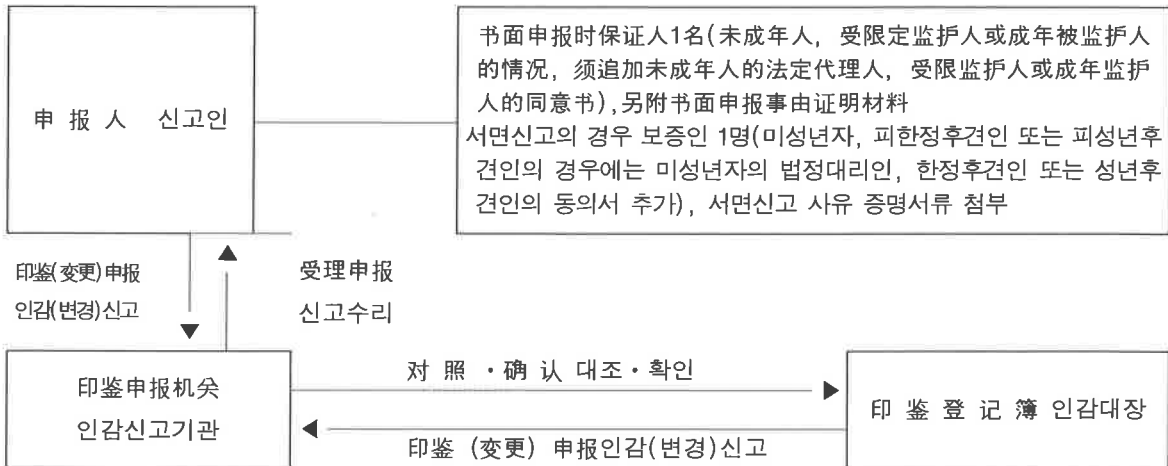 申 报 人 신고인
书面申报时保证人1名(未成年人, 受限定监护人或成年被监护人
的情况, 须追加未成年人的法定代理人, 受限监护人或成年监护
人的同意书),另附书面申报事由证明材料
서면신고의 경우 보증인 1명(미성년자, 피한정후견인 또는 피성년후
견인의 경우에는 미성년자의 법정대리인, 한정후견인 또는 성년후
견인의 동의서 추가), 서면신고 사유 증명서류 첨부
印鉴(变更)申报
인감(변경)신고
受理申报
신고수리
印鉴申报机关
인감신고기관
对 照 · 确 认 대조 · 확인
印鉴 (变更) 申报인감(변경)신고
印 鉴 登 记 簿 인감대장